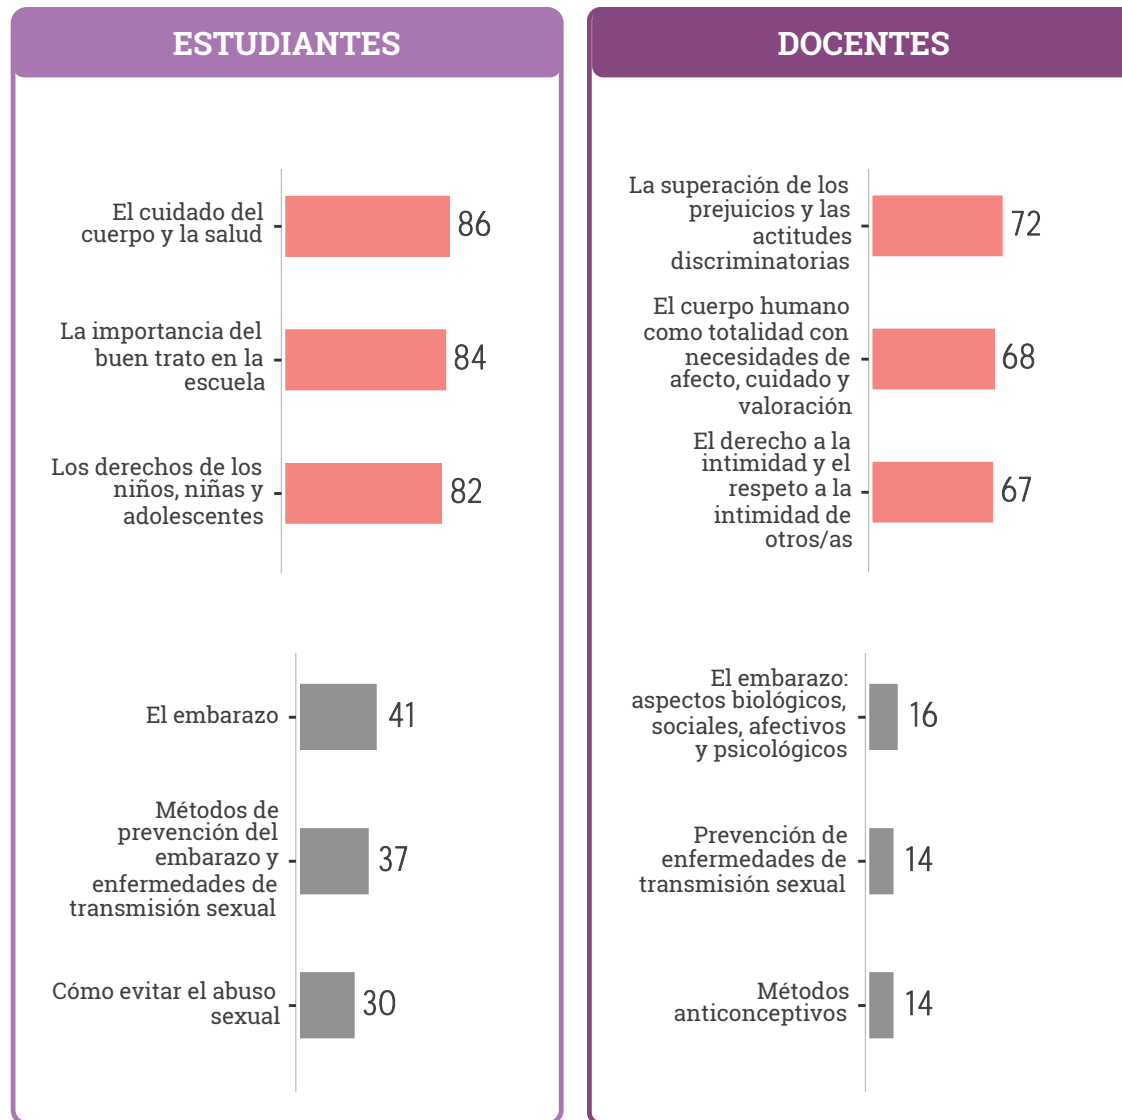 ESTUDIANTES
El cuidado del
cuerpo y la salud
86
La importancia del
buen trato en la
escuela
84
Los derechos de los
niños, niñas y
adolescentes
82
El embarazo
41
Métodos de
prevención del
embarazo y
enfermedades de
transmisión sexual
37
Cómo evitar el abuso
sexual
30
DOCENTES
La superación de los
prejuicios y las
actitudes
discriminatorias
72
El cuerpo humano
como totalidad con
necesidades de
afecto, cuidado y
valoración
68
El derecho a la
intimidad y el
respeto a la
intimidad de
otros/as
67
El embarazo:
aspectos biológicos,
sociales, afectivos
y psicológicos
16
Prevención de
enfermedades de
transmisión sexual
14
Métodos
anticonceptivos
14